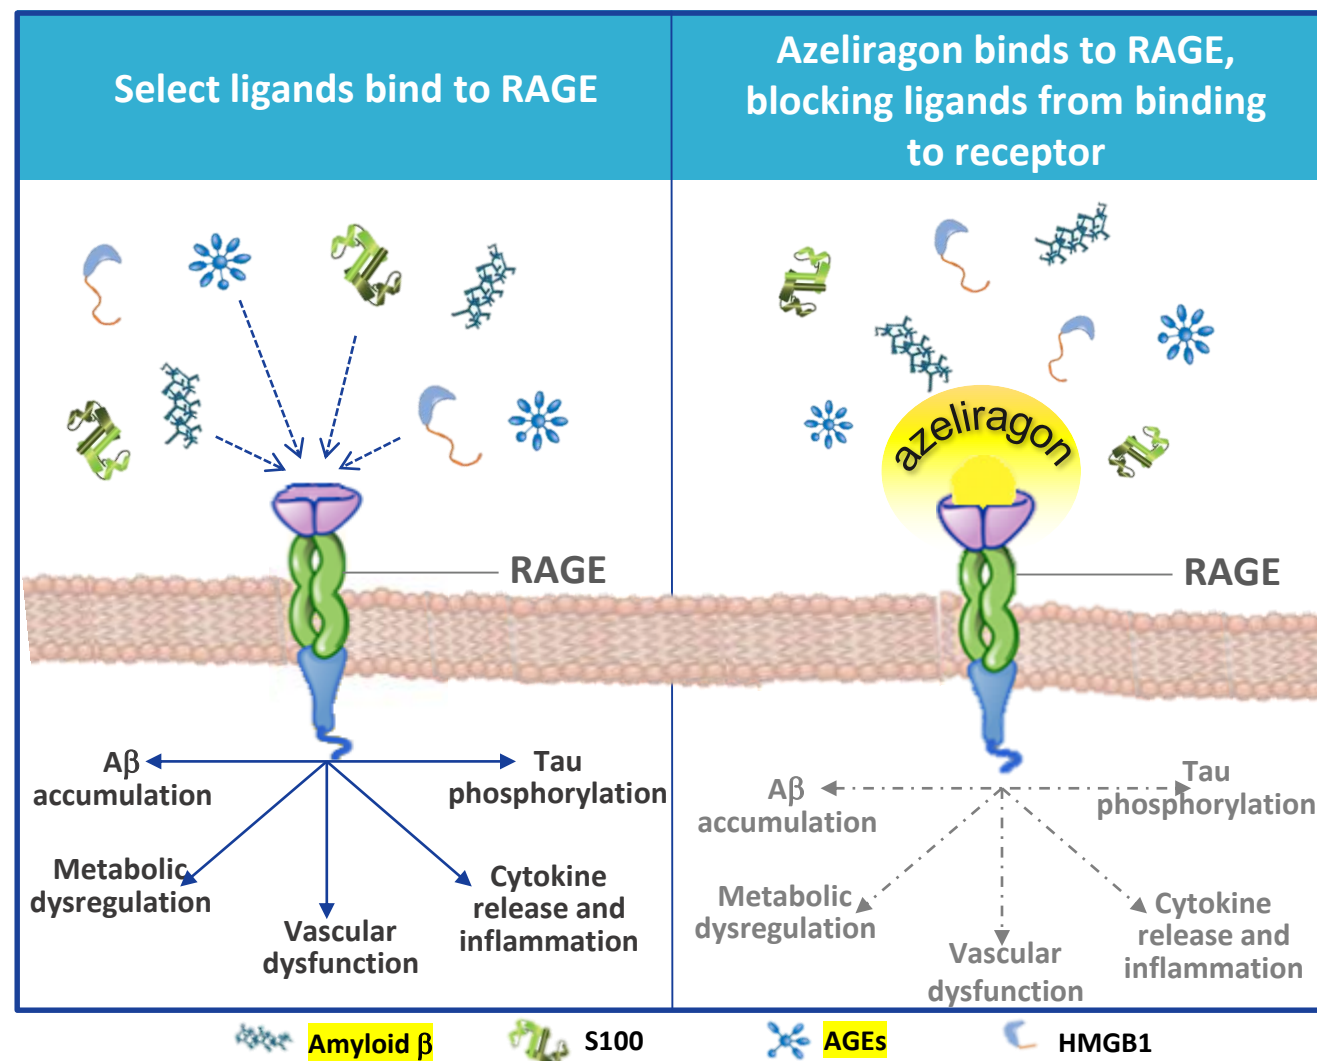 Select ligands bind to RAGE
Azeliragon binds to RAGE,
blocking ligands from binding
to receptor
RAGE
Aβ
accumulation
Tau
phosphorylation
Metabolic
dysregulation
Vascular
dysfunction
Cytokine
release and
inflammation
azeliragon
RAGE
Aβ
accumulation
Tau
phosphorylation
Metabolic
dysregulation
Vascular
dysfunction
Cytokine
release and
inflammation
Amyloid β
S100
AGEs
HMGB1